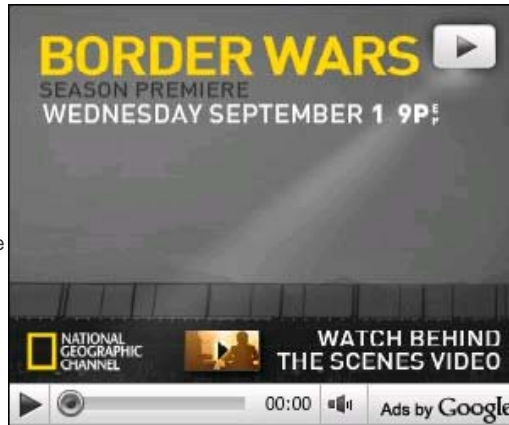 BORDER WARS
SEASON PREMIERE
WEDNESDAY SEPTEMBER 1 9P E P
e
NATIONAL
GEOGRAPHIC
CHANNEL
WATCH BEHIND
THE SCENES VIDEO
00:00
Ads by Google